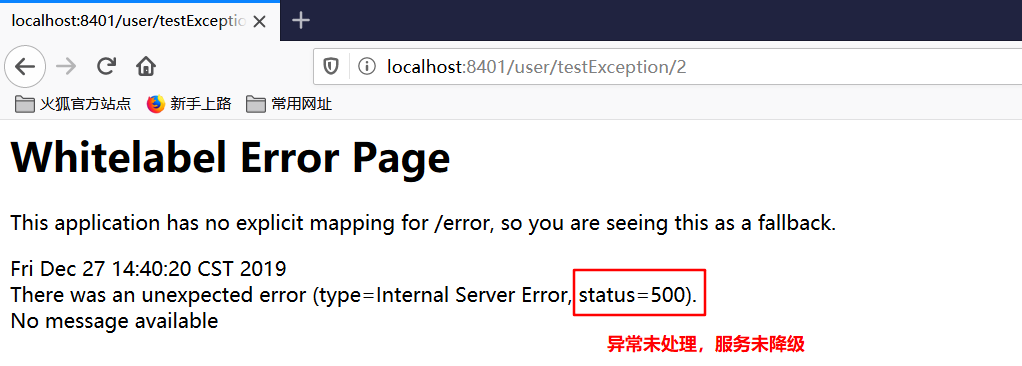 localhost:8401/user/testExceptio
localhost:8401/user/testException/2
火狐官方站点 新手上路 常用网址
Whitelabel Error Page
This application has no explicit mapping for /error, so you are seeing this as a fallback.
Fri Dec 27 14:40:20 CST 2019
There was an unexpected error (type=Internal Server Error, status=500).
No message available
异常未处理，服务未降级